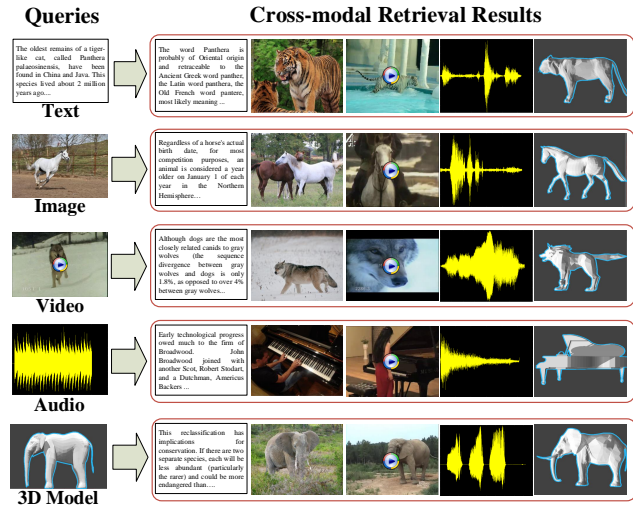 Queries
Cross-modal Retrieval Results
The oldest remains of a tiger-
like cat, called Panthera
palaeosinensis, have been
found in China and Java. This
species lived about 2 million
years ago....
Text
The word Panthera is
probably of Oriental origin
and retraceable to the
Ancient Greek word panther,
the Latin word panthera, the
Old French word pantere,
most likely meaning ...
Image
Regardless of a horse's actual
birth date, for most
competition purposes, an
animal is considered a year
older on January 1 of each
year in the Northern
Hemisphere…
Video
Although dogs are the most
closely related canids to gray
wolves (the sequence
divergence between gray
wolves and dogs is only
1.8%, as opposed to over 4%
between gray wolves...
Audio
Early technological progress
owed much to the firm of
Broadwood. John
Broadwood joined with
another Scot, Robert Stodart,
and a Dutchman, Americus
Backers ...
3D Model
This reclassification has
implications for
conservation. If there are two
separate species, each will be
less abundant (particularly
the rarer) and could be more
endangered than….